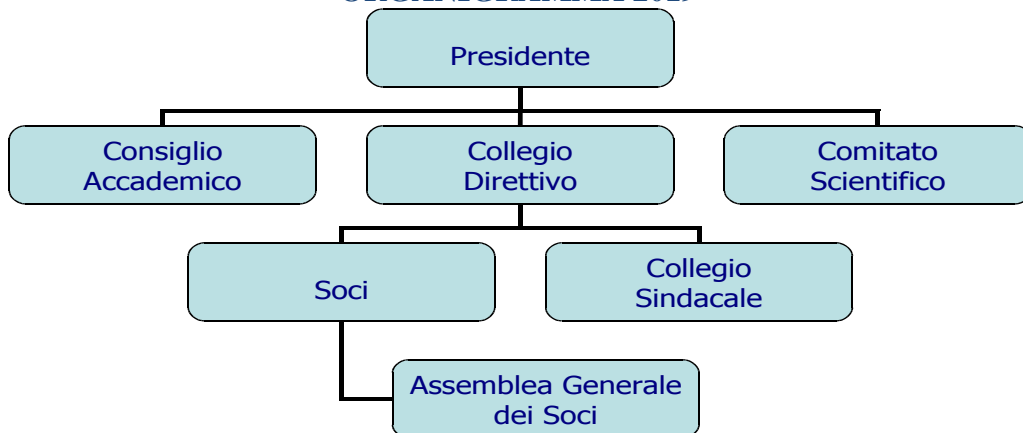 Presidente
Consiglio
Accademico
Collegio
Direttivo
Comitato
Scientifico
Soci
Collegio
Sindacale
Assemblea Generale
dei Soci